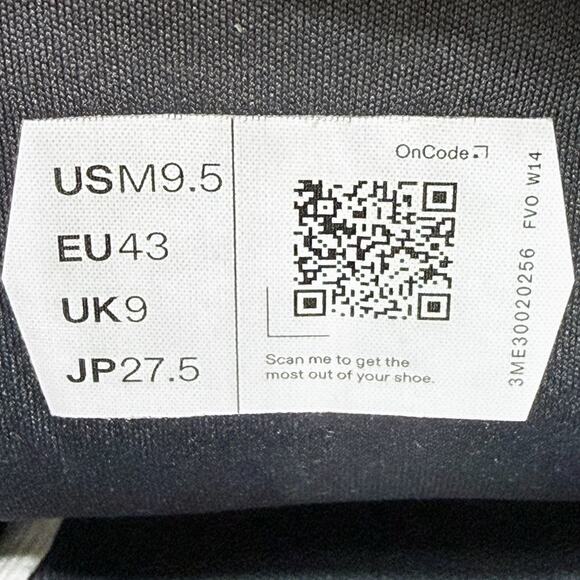 USM9.5
EU43
UK9
JP27.5
OnCode
Scan me to get the
most out of your shoe.
3ME30020256 FVO W14